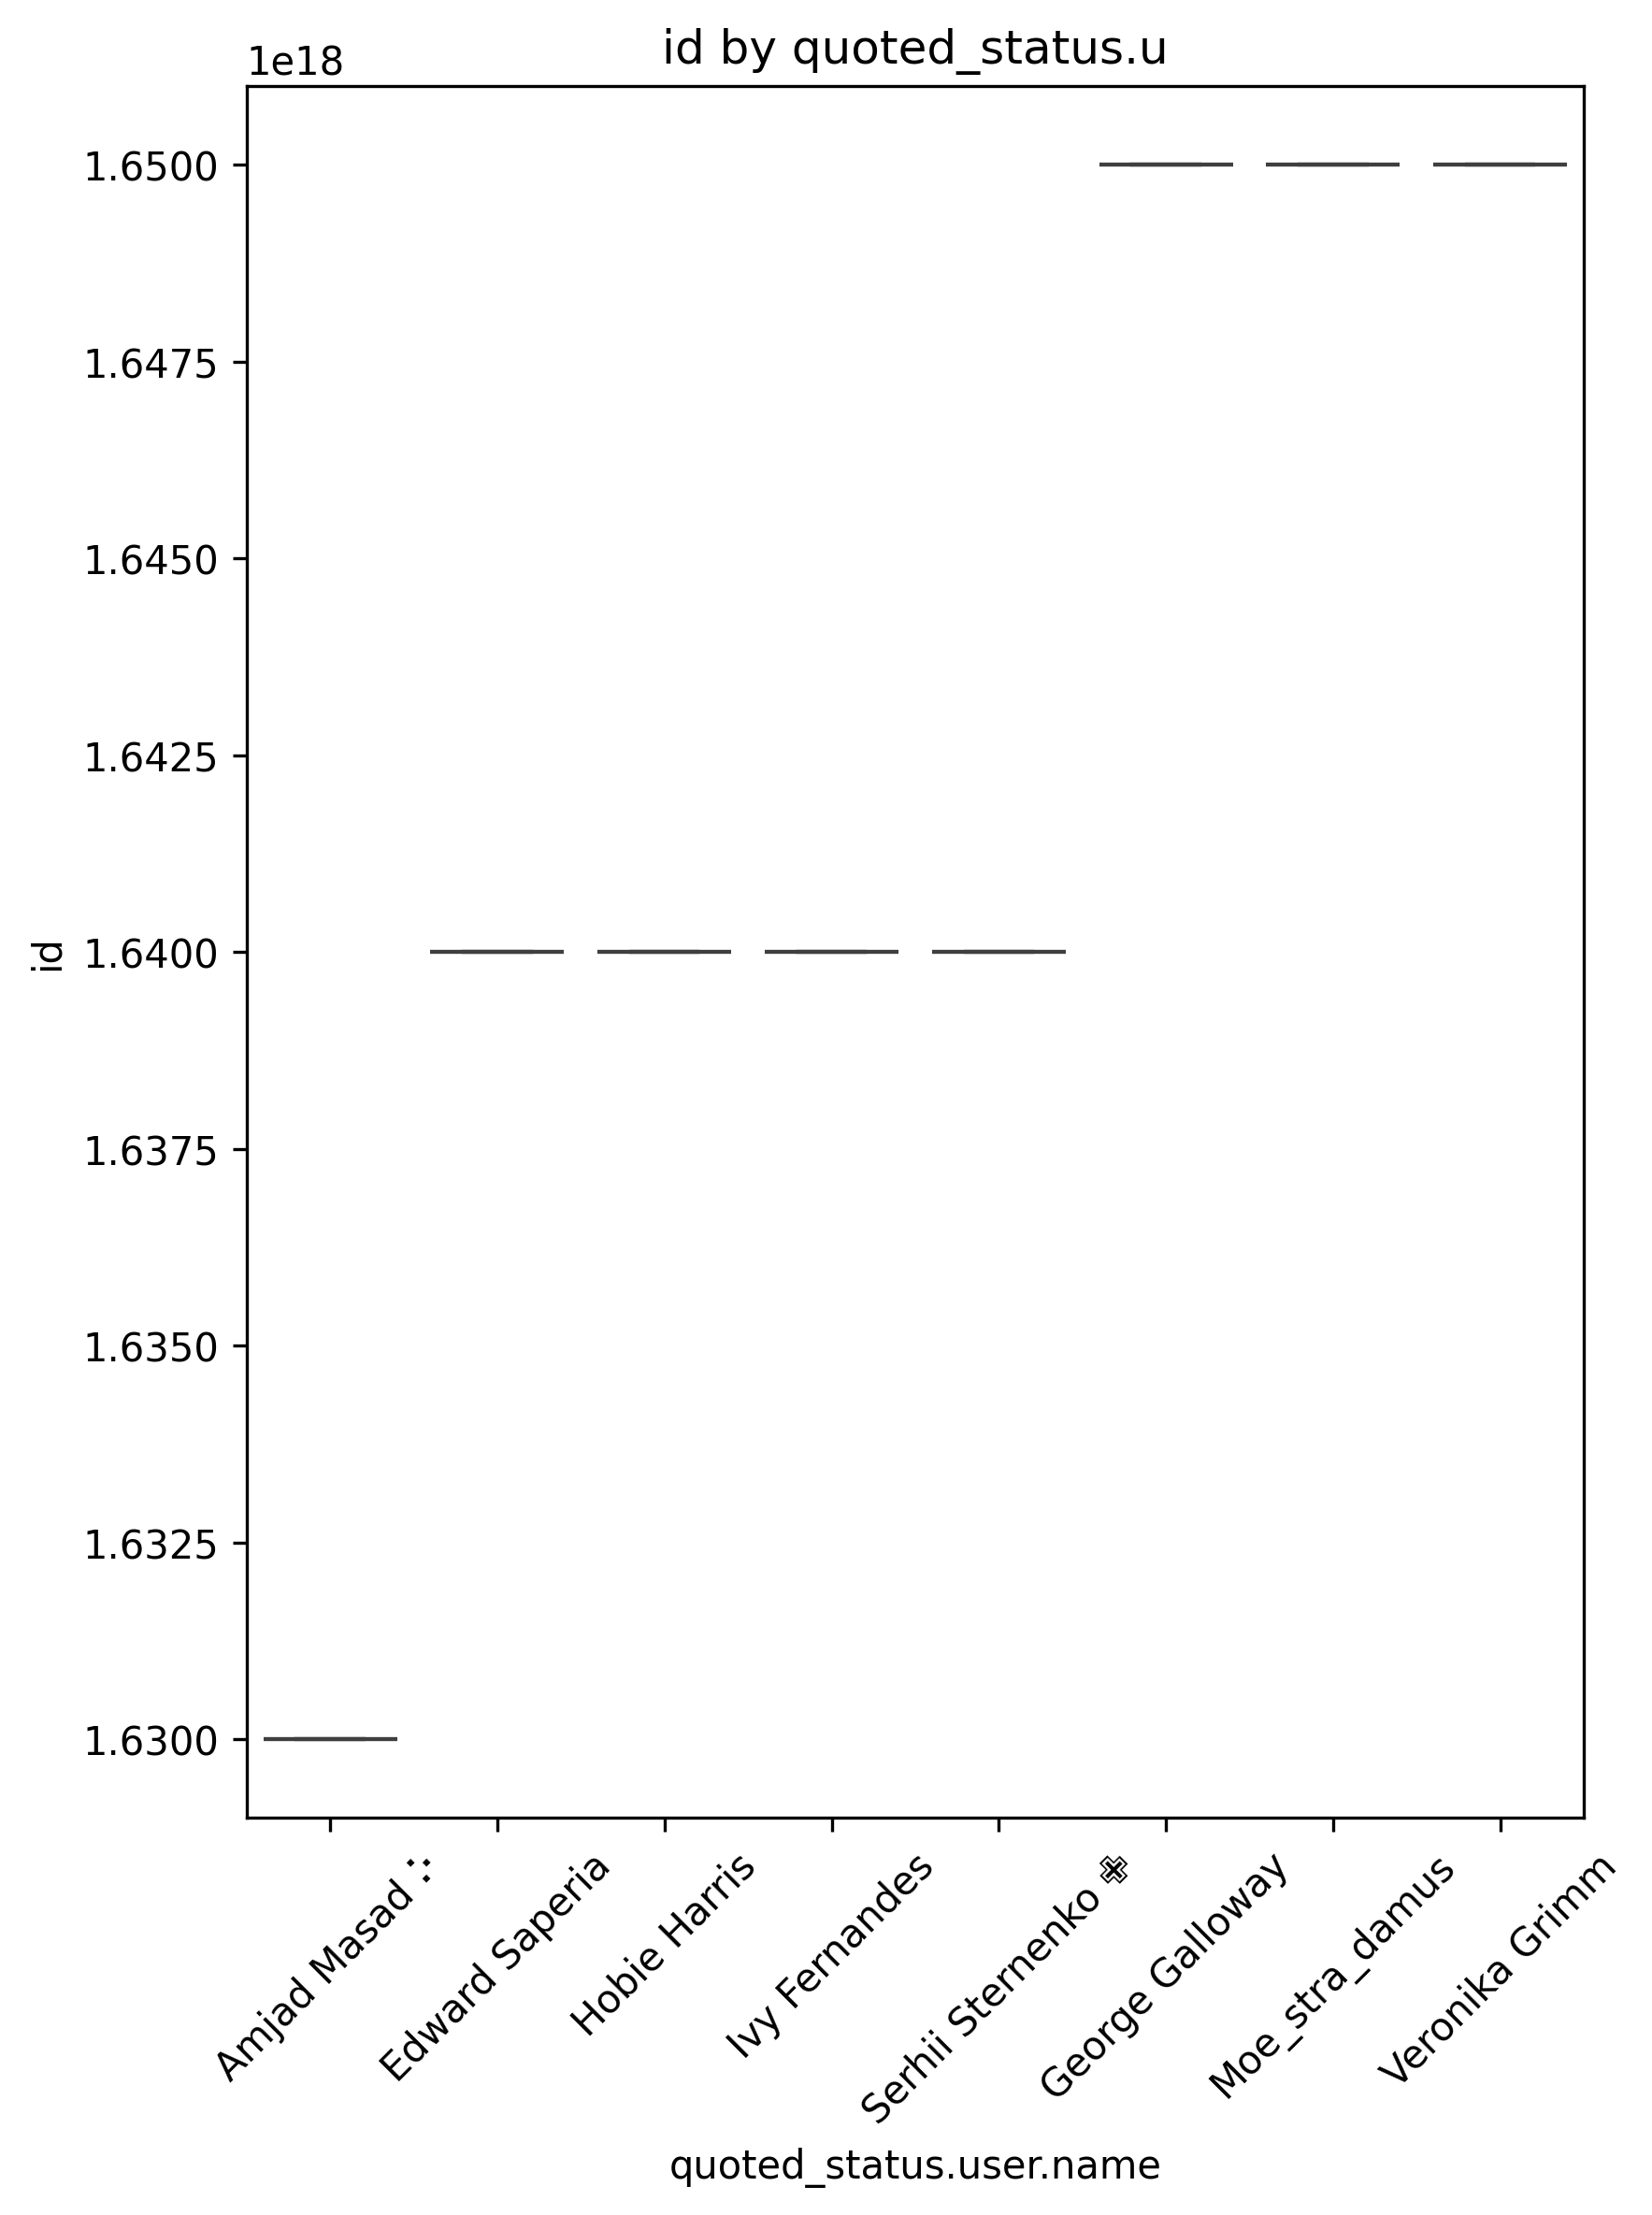 id by quoted_status.u
1e18
1.6500
1.6475
1.6450
1.6425
1.6400
1.6375
1.6350
1.6325
1.6300
id
Amjad Masad ⠕
Edward Saperia
Hobie Harris
Ivy Fernandes
Serhii Sternenko ✙
George Galloway
Moe_stra_damus
Veronika Grimm
quoted_status.user.name